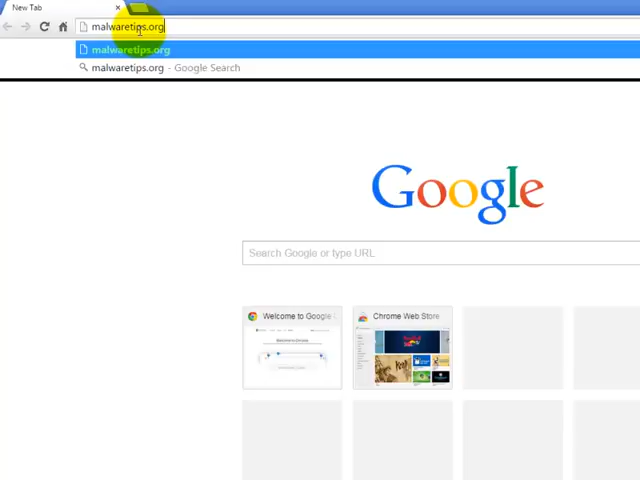 New Tab
malwaretips.org
malwaretips.org
malwaretips.org - Google Search
Google
Search Google or type URL
Welcome to Google
Chrome Web Store